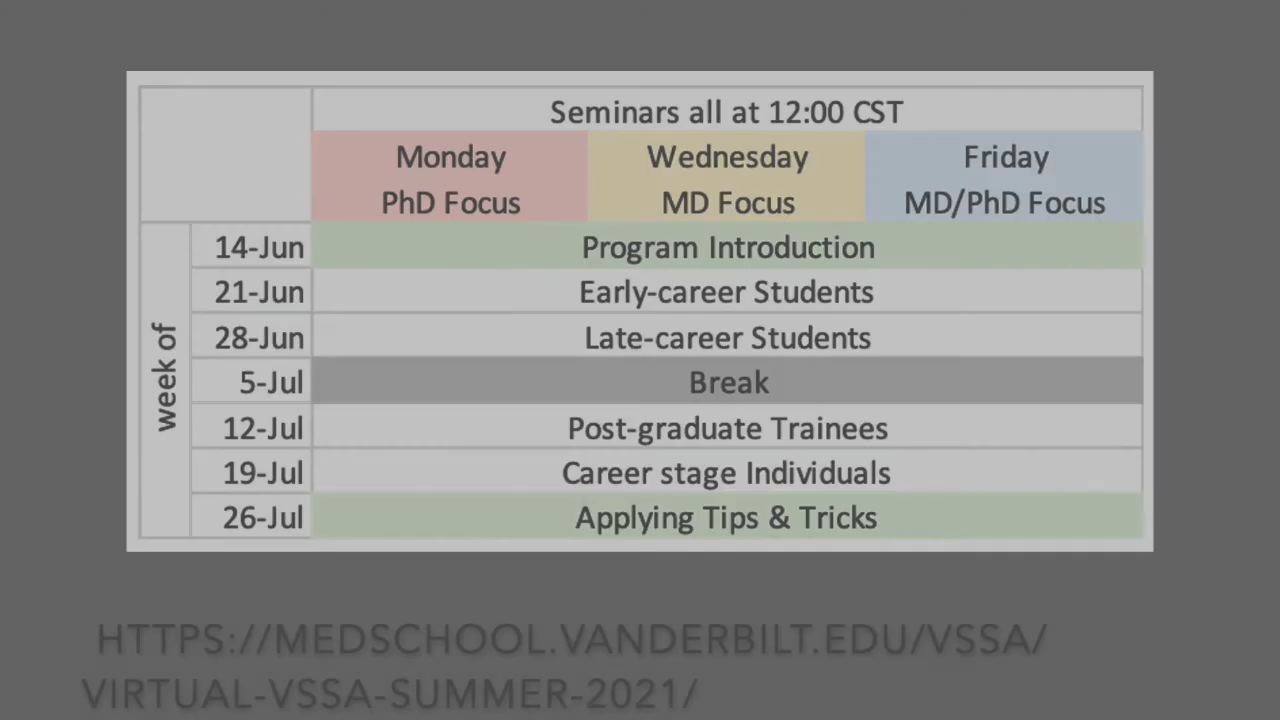 Seminars all at 12:00 CST
Monday Wednesday Friday
PhD Focus MD Focus MD/PhD Focus
week of
14-Jun Program Introduction
21-Jun Early-career Students
28-Jun Late-career Students
5-Jul Break
12-Jul Post-graduate Trainees
19-Jul Career stage Individuals
26-Jul Applying Tips & Tricks
HTTPS://MEDSCHOOL.VANDERBILT.EDU/VSSA/
VIRTUAL-VSSA-SUMMER-2021/